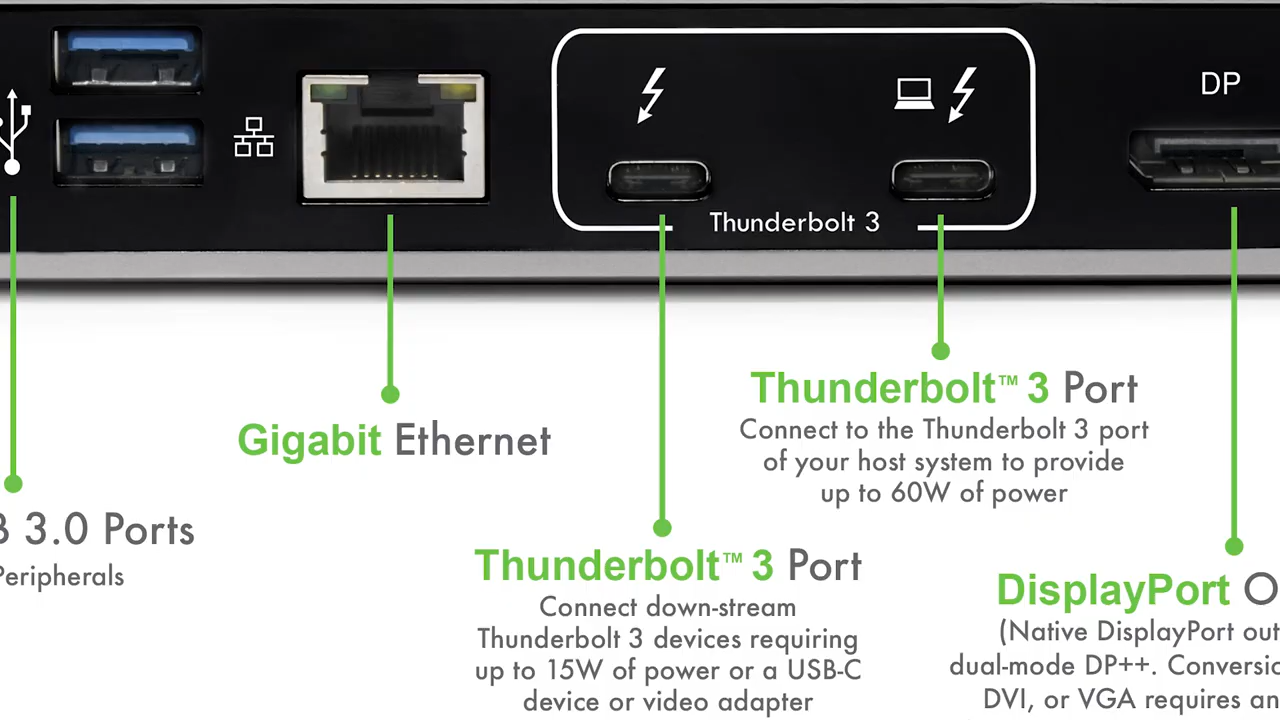 DP
Thunderbolt 3
Thunderbolt™ 3 Port
Connect to the Thunderbolt 3 port
of your host system to provide
up to 60W of power
Gigabit Ethernet
3.0 Ports
Peripherals
Thunderbolt™ 3 Port
Connect down-stream
Thunderbolt 3 devices requiring
up to 15W of power or a USB-C
device or video adapter
DisplayPort
(Native DisplayPort out
dual-mode DP++.
DVI, or VGA requires an